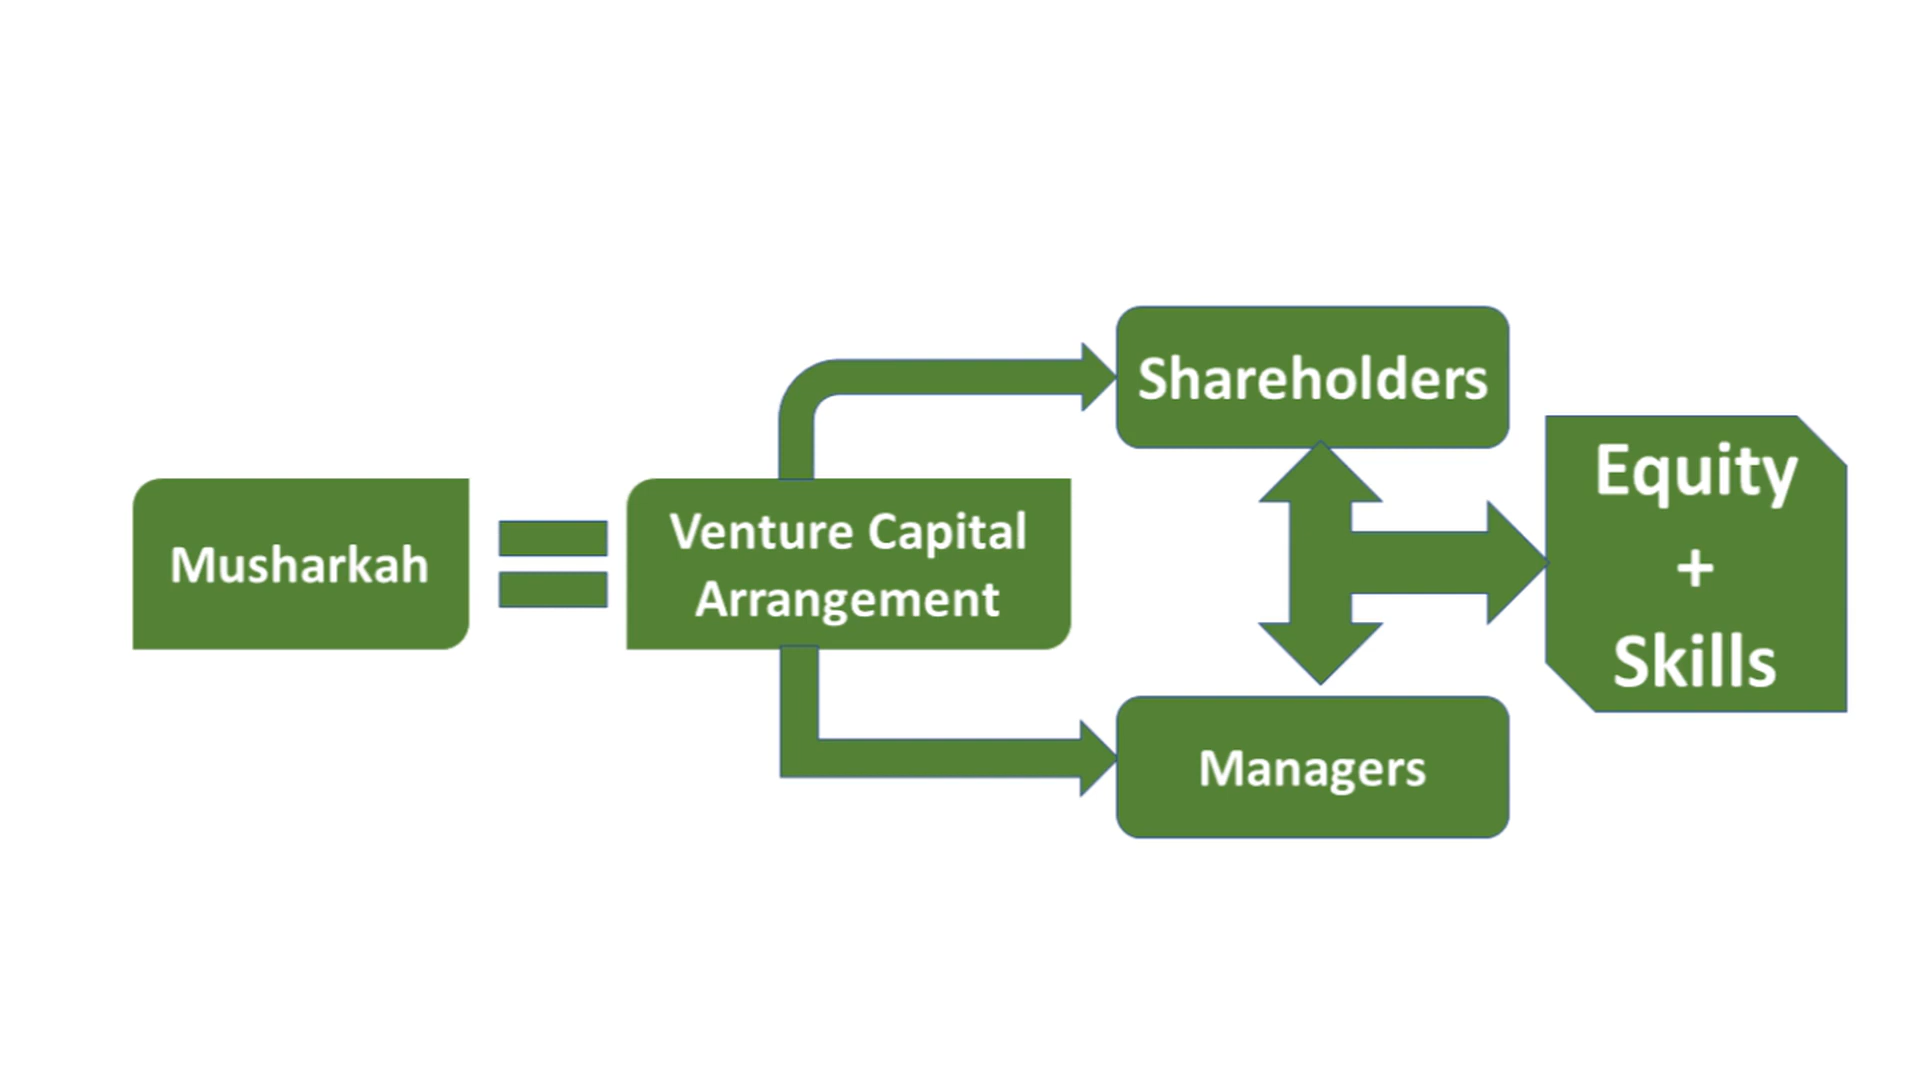 Musharkah
Venture Capital
Arrangement
Shareholders
Managers
Equity
+
Skills